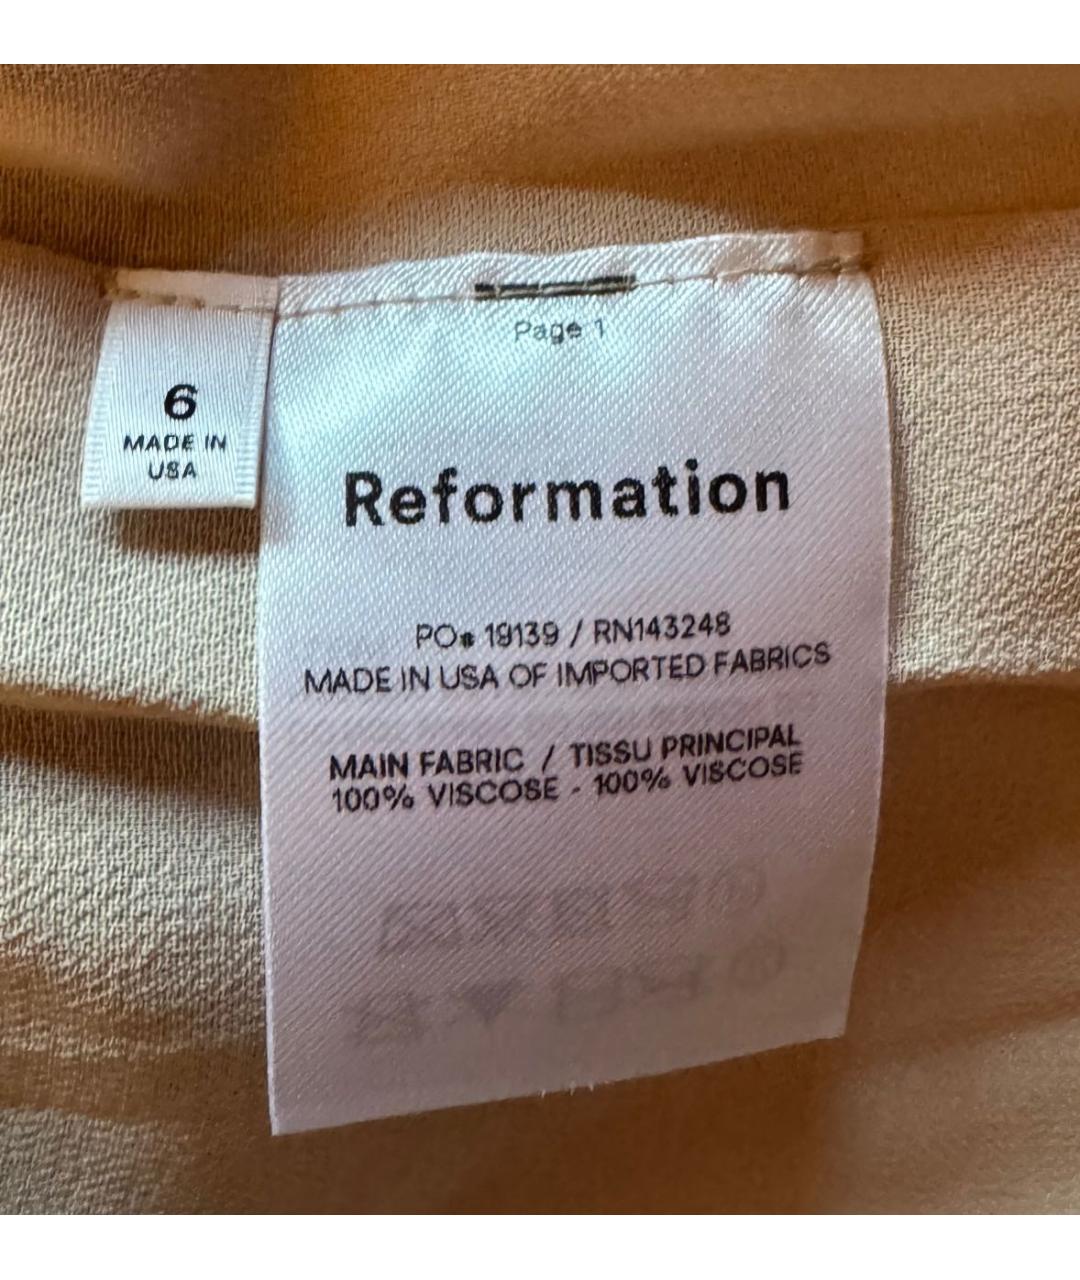 6
MADE IN
USA
Page 1
Reformation
PO# 19139 / RN143248
MADE IN USA OF IMPORTED FABRICS
MAIN FABRIC / TISSU PRINCIPAL
100% VISCOSE - 100% VISCOSE